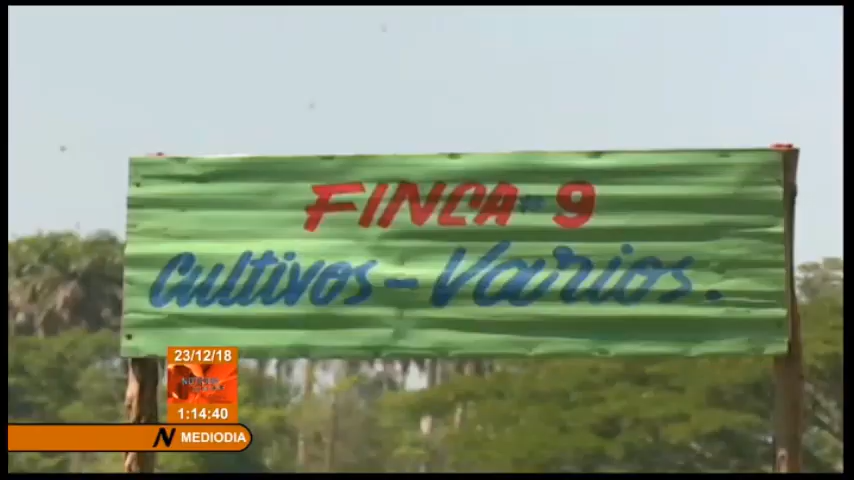 FINCA 9
Cultivos - Varios.
23/12/18
1:14:40
N MEDIODIA